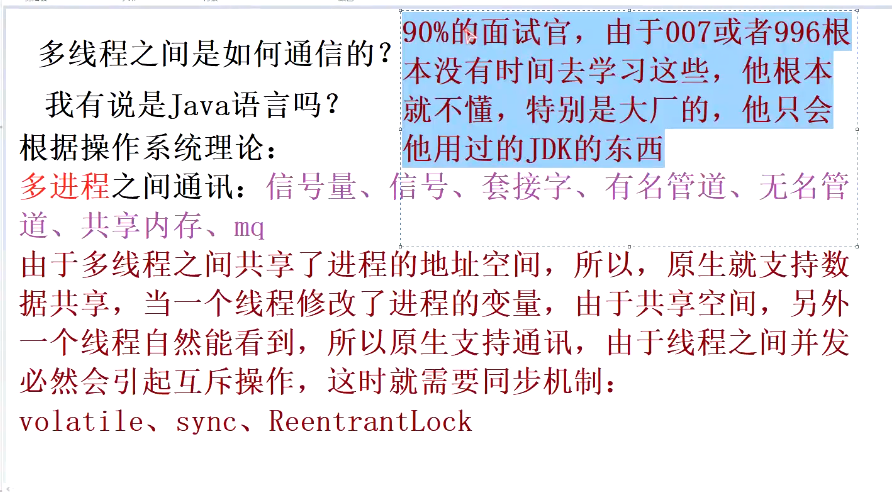 多线程之间是如何通信的？
我有说是Java语言吗？
90%的面试官，由于007或者996根
本没有时间去学习这些，他根本
就不懂，特别是大厂的，他只会
他用过的JDK的东西
根据操作系统理论：
多进程之间通讯：信号量、信号、套接字、有名管道、无名管
道、共享内存、mq
由于多线程之间共享了进程的地址空间，所以，原生就支持数
据共享，当一个线程修改了进程的变量，由于共享空间，另外
一个线程自然能看到，所以原生支持通讯，由于线程之间并发
必然会引起互斥操作，这时就需要同步机制：
volatile、sync、ReentrantLock